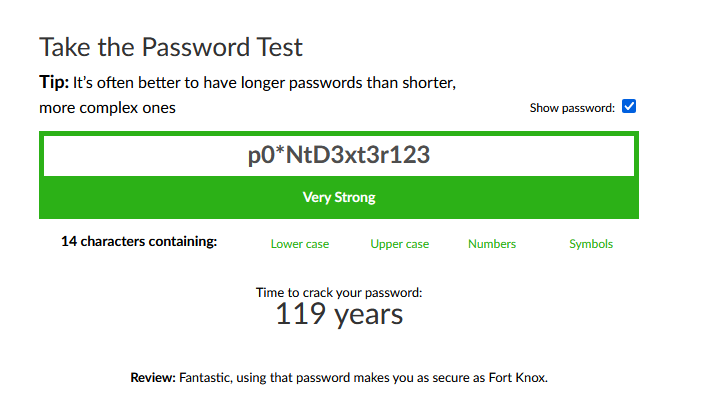 Take the Password Test
Tip: It's often better to have longer passwords than shorter,
more complex ones
Show password:
p0*NtD3xt3r123
Very Strong
14 characters containing:
Lower case
Upper case
Numbers
Symbols
Time to crack your password:
119 years
Review: Fantastic, using that password makes you as secure as Fort Knox.